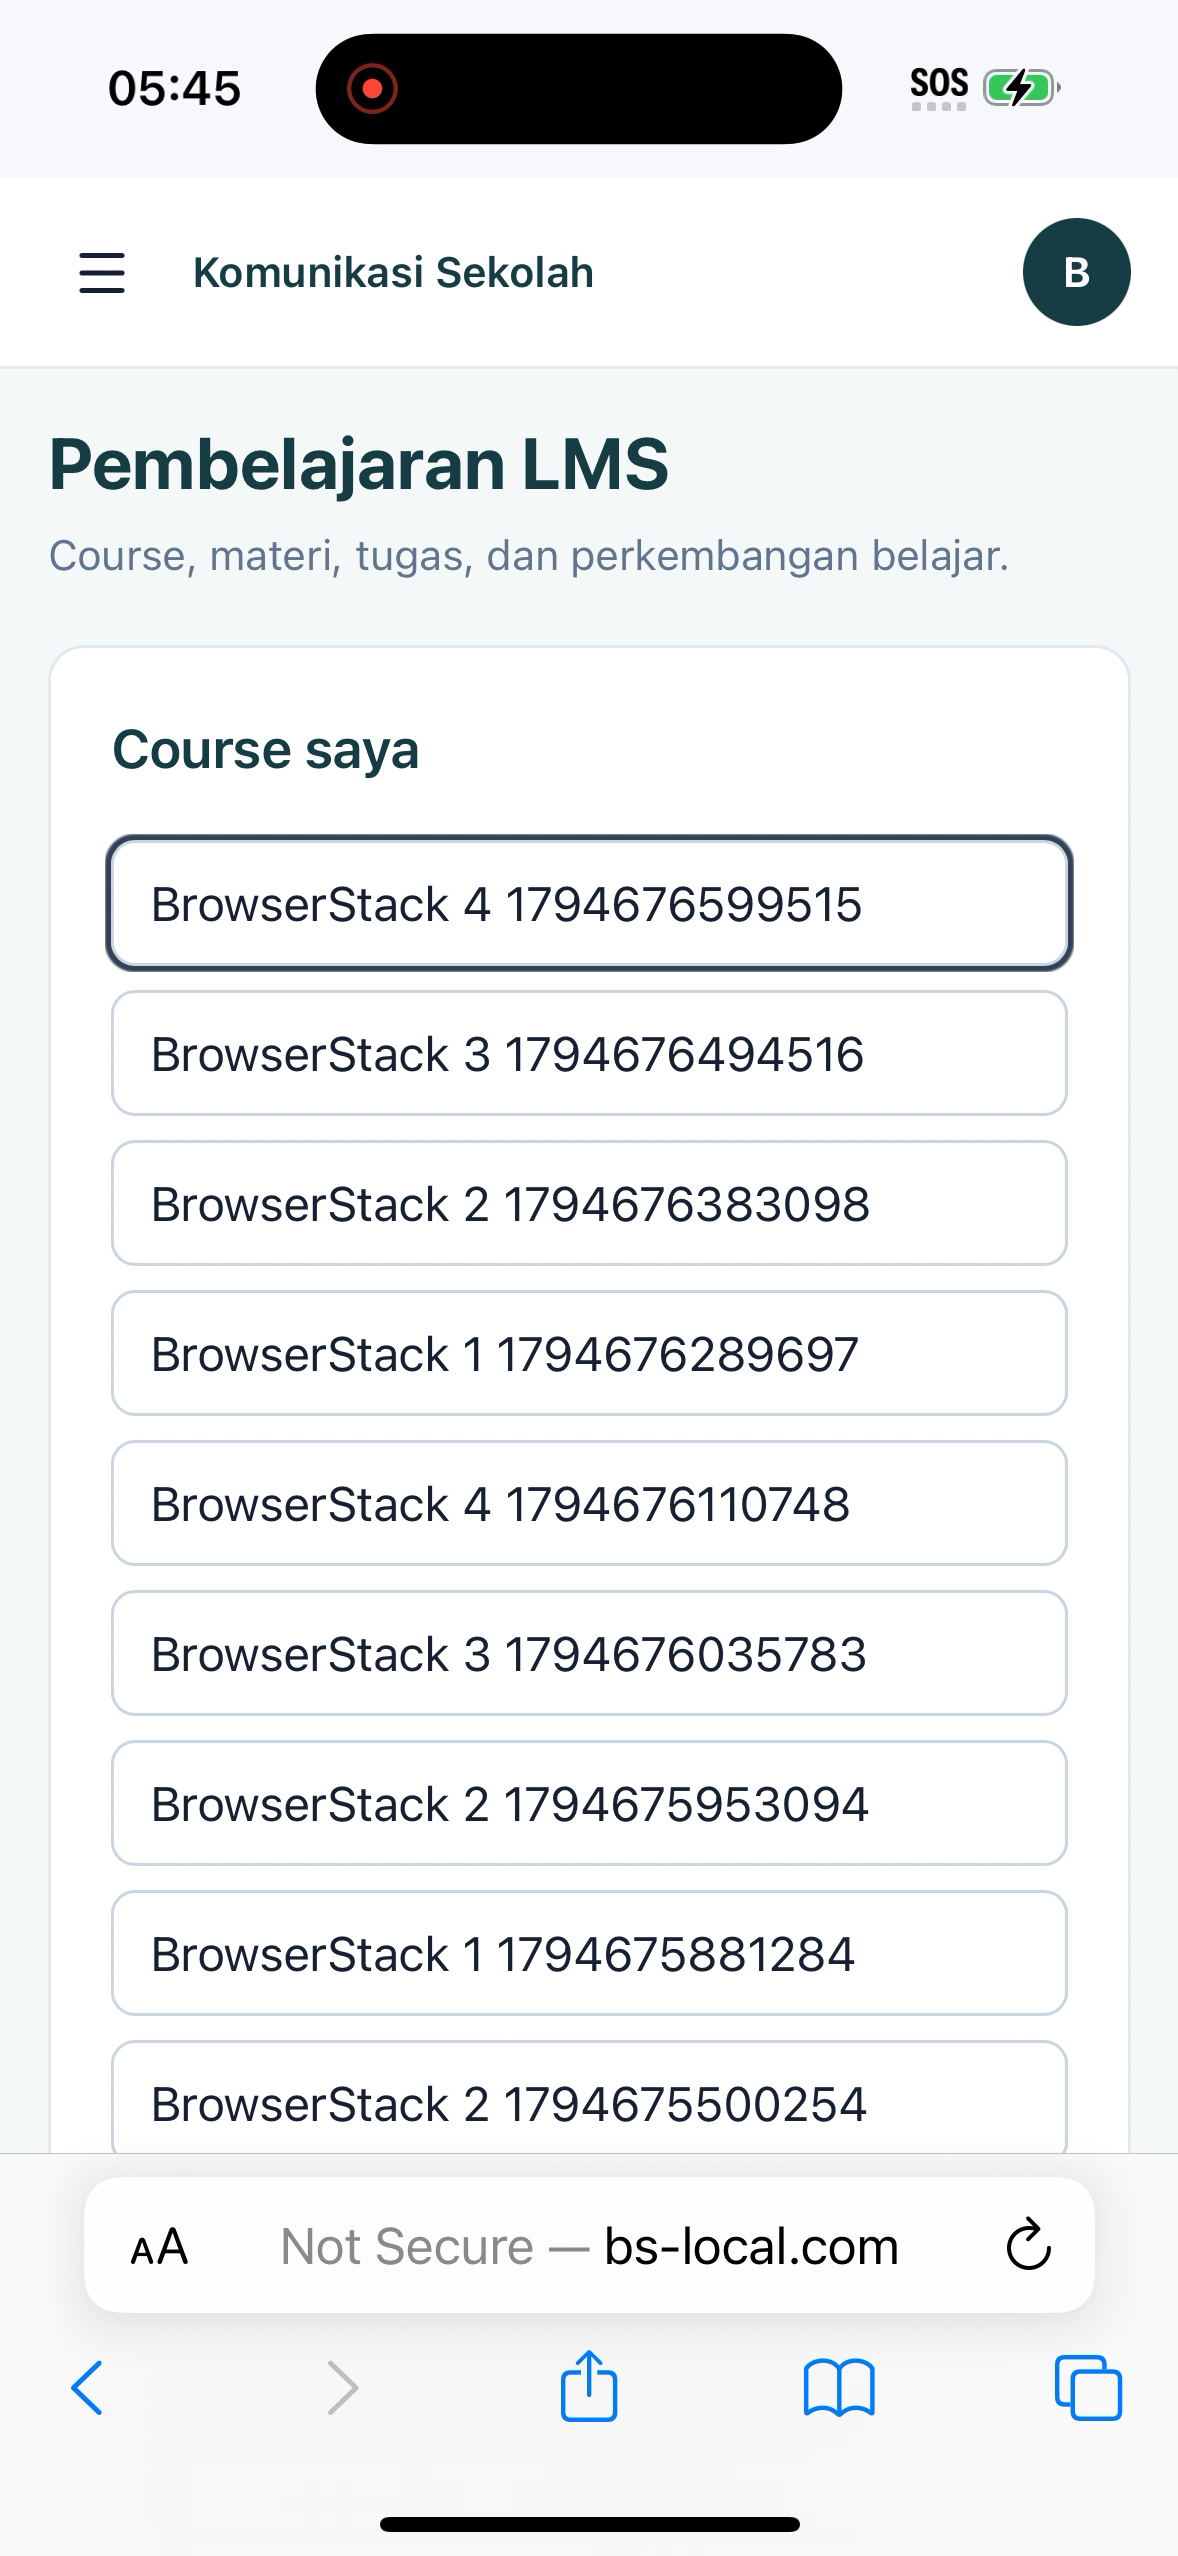 05:45
SOS
Komunikasi Sekolah
B
Pembelajaran LMS
Course, materi, tugas, dan perkembangan belajar.
Course saya
BrowserStack 4 1794676599515
BrowserStack 3 1794676494516
BrowserStack 2 1794676383098
BrowserStack 1 1794676289697
BrowserStack 4 1794676110748
BrowserStack 3 1794676035783
BrowserStack 2 1794675953094
BrowserStack 1 1794675881284
BrowserStack 2 1794675500254
AA Not Secure — bs-local.com